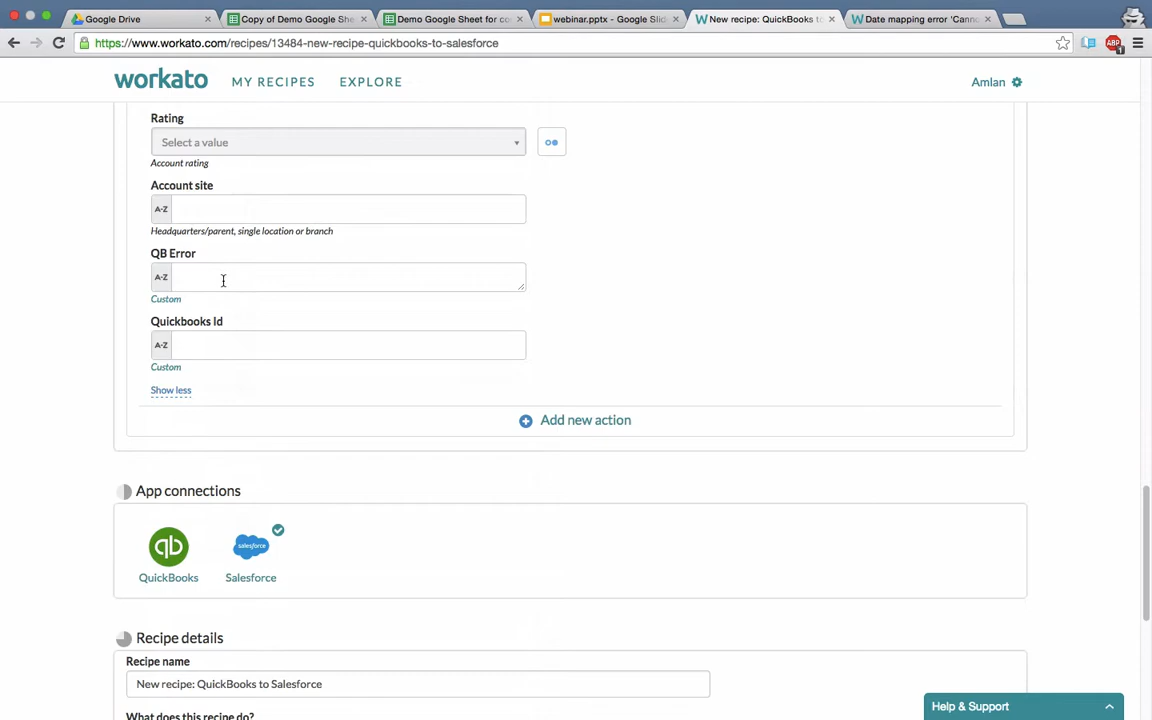 Google Drive
Copy of Demo Google She
Demo Google Sheet for co
webinar.pptx - Google Slid
New recipe: QuickBooks to
Date mapping error 'Canno
https://www.workato.com/recipes/13484-new-recipe-quickbooks-to-salesforce
ABP
1
workato
MY RECIPES
EXPLORE
Amlan
Rating
Select a value
Account rating
Account site
A-Z
Headquarters/parent, single location or branch
QB Error
A-Z
Custom
Quickbooks Id
A-Z
Custom
Show less
Add new action
App connections
qb
salesforce
QuickBooks
Salesforce
Recipe details
Recipe name
New recipe: QuickBooks to Salesforce
What does this recipe do?
Help & Support